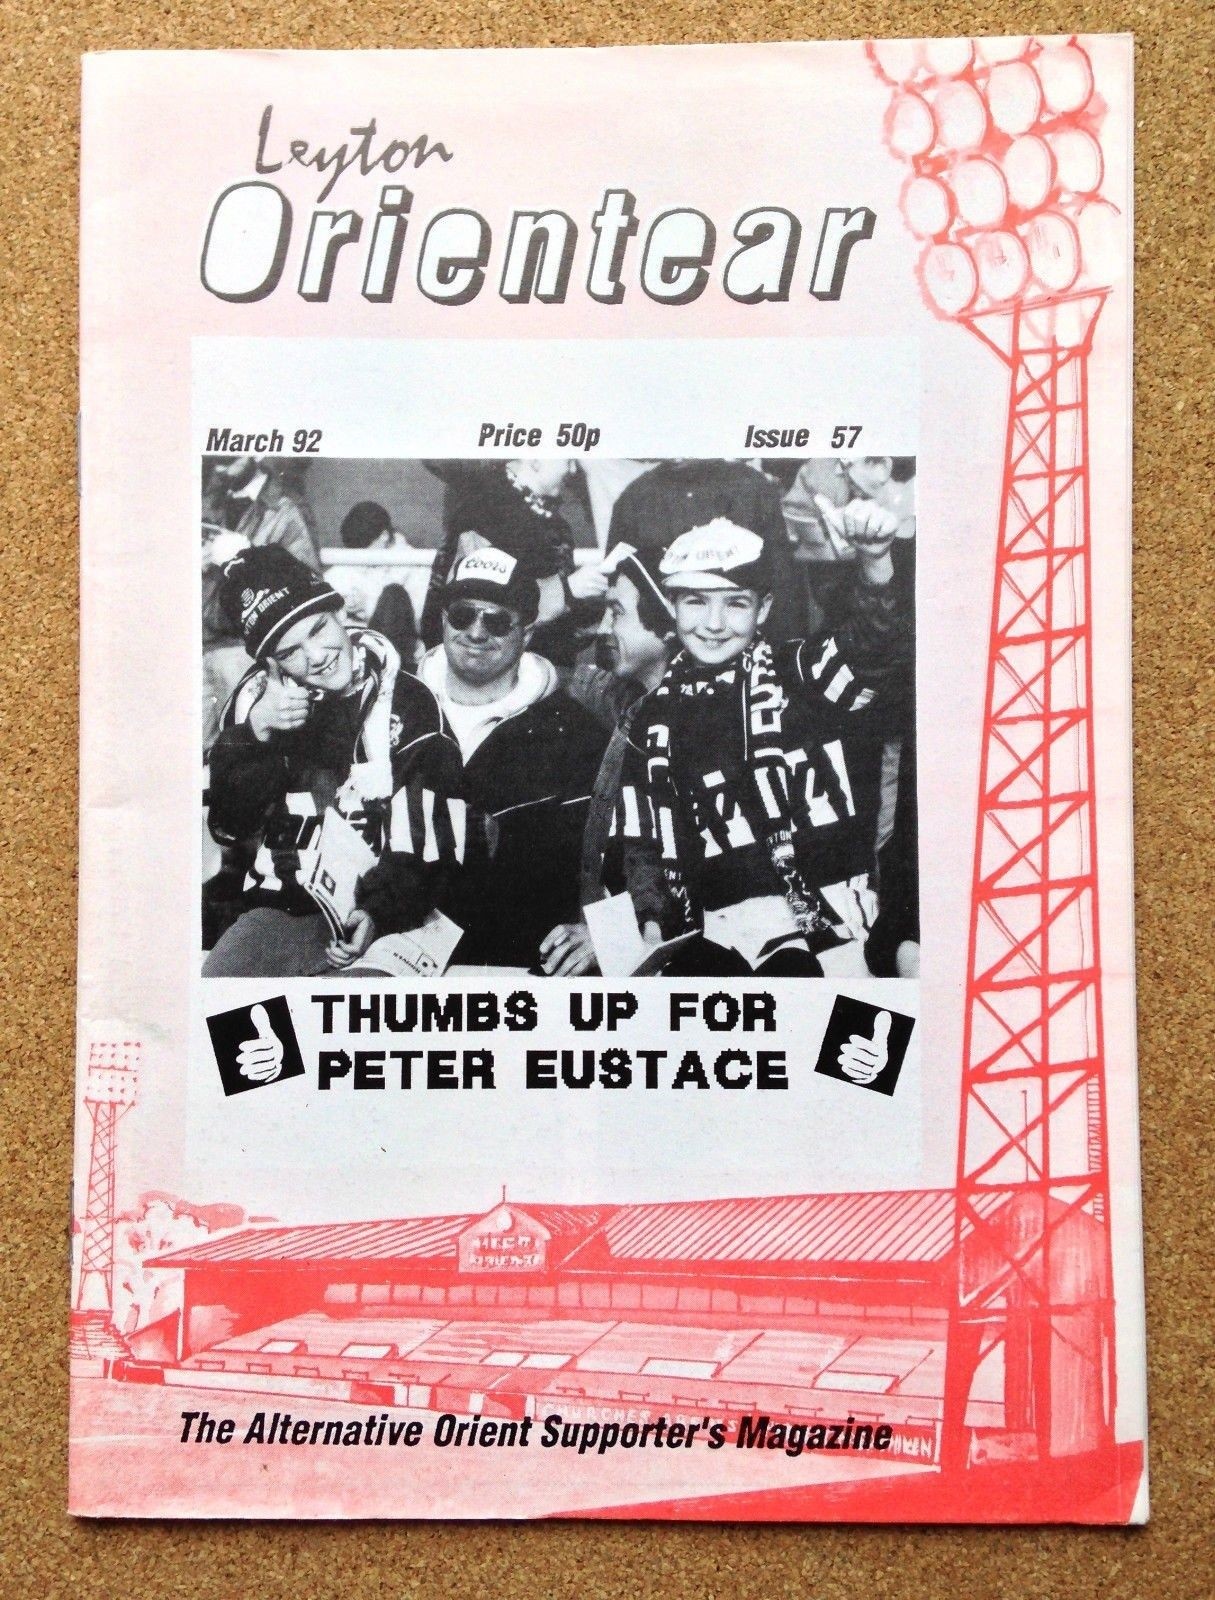 Leyton
Orientear
March 92 Price 50p Issue 57
Coors
ORIENT
THUMBS UP FOR
PETER EUSTACE
The Alternative Orient Supporter's Magazine